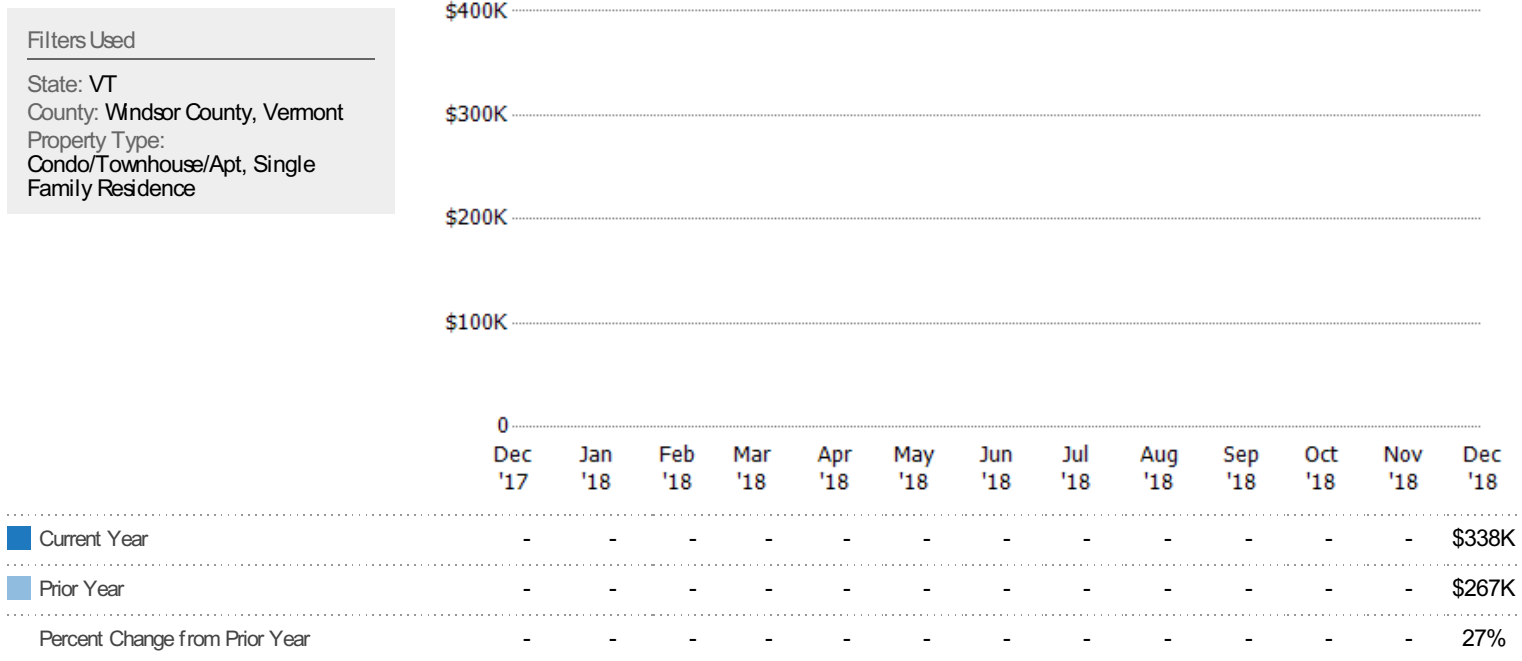 Filters Used
State: VT
County: Windsor County, Vermont
Property Type:
Condo/Townhouse/Apt, Single
Family Residence
$400K
$300K
$200K
$100K
0
Dec Jan Feb Mar Apr May Jun Jul Aug Sep Oct Nov Dec
'17 '18 '18 '18 '18 '18 '18 '18 '18 '18 '18 '18 '18
Current Year - - - - - - - - - - - - $338K
Prior Year - - - - - - - - - - - - $267K
Percent Change from Prior Year - - - - - - - - - - - - 27%